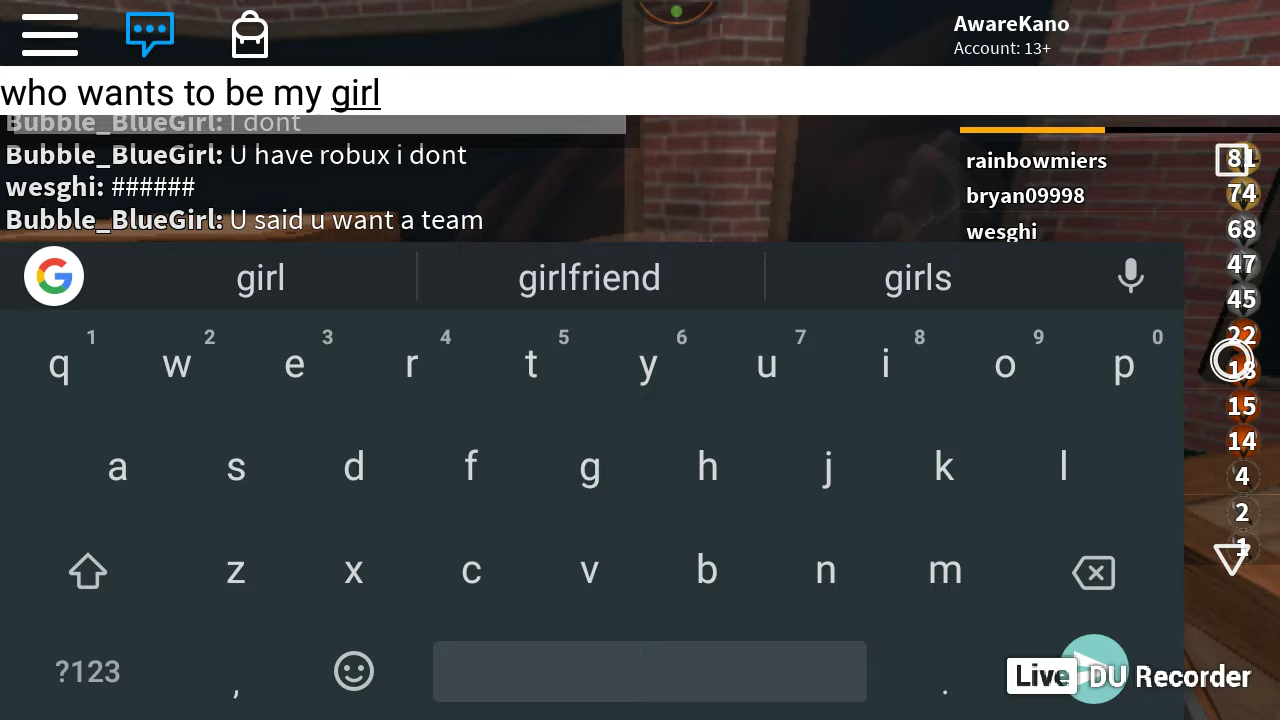 AwareKano
Account: 13+
who wants to be my girl
Bubble_BlueGirl: I dont
Bubble_BlueGirl: U have robux i dont
wesghi: ######
Bubble_BlueGirl: U said u want a team
rainbowmiers 81
bryan09998 74
wesghi 68
47
45
22
18
15
14
4
2
1
girl girlfriend girls
1 2 3 4 5 6 7 8 9 0
q w e r t y u i o p
a s d f g h j k l
z x c v b n m
?123 , .
Live DU Recorder